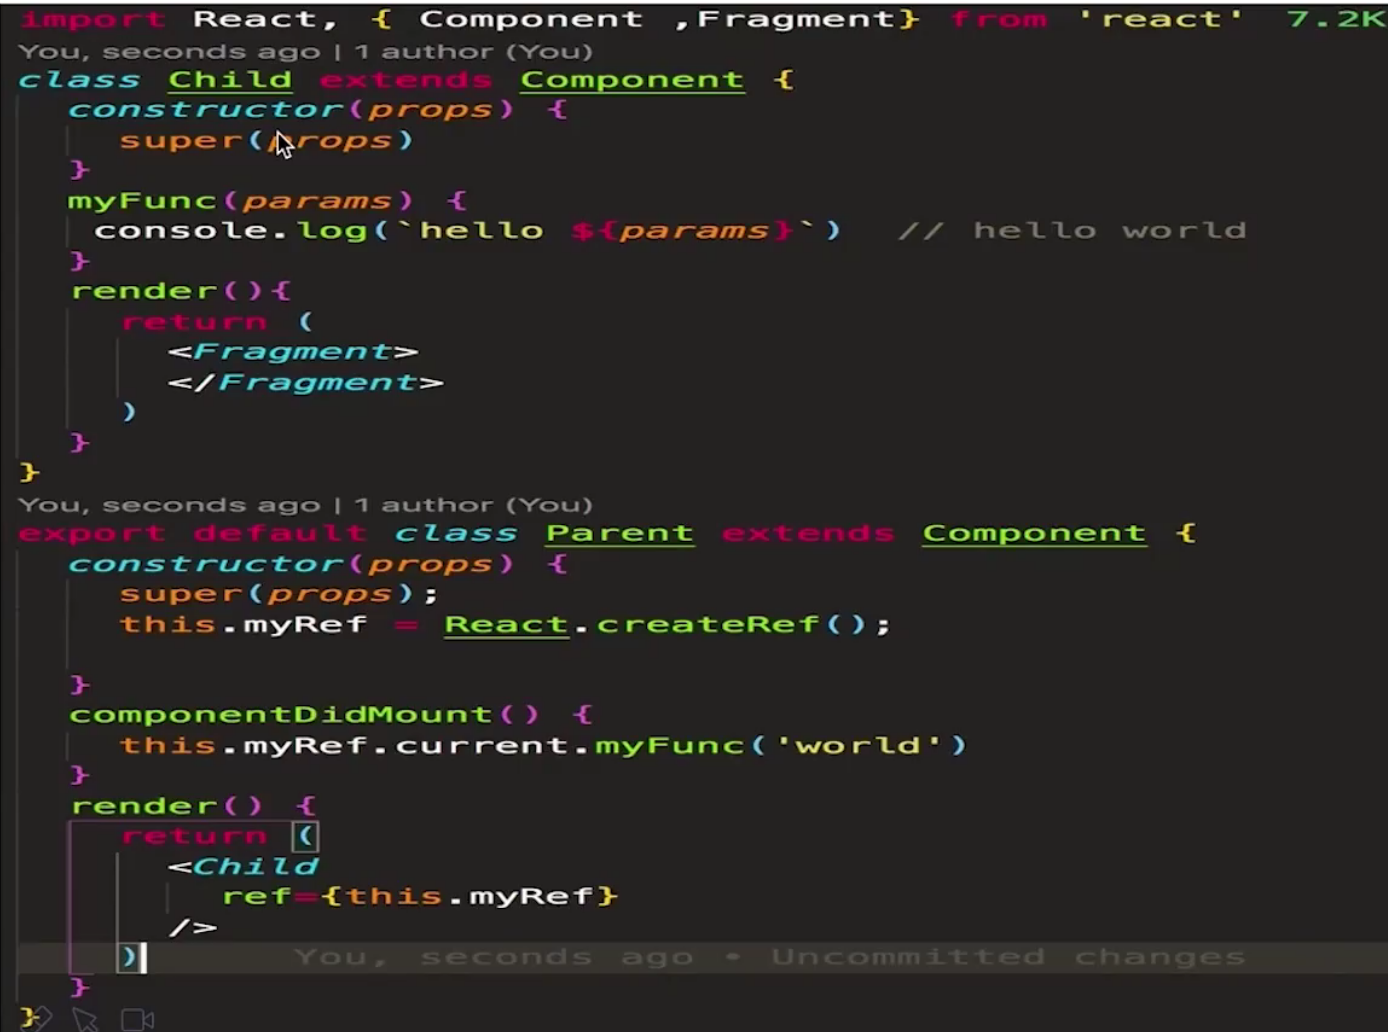 import React, { Component ,Fragment} from 'react' 7.2K
You, seconds ago | 1 author (You)
class Child extends Component {
constructor(props) {
super(props)
}
myFunc(params) {
console.log(`hello ${params}`) // hello world
}
render(){
return (
<Fragment>
</Fragment>
)
}
}
You, seconds ago | 1 author (You)
export default class Parent extends Component {
constructor(props) {
super(props);
this.myRef = React.createRef();
}
componentDidMount() {
this.myRef.current.myFunc('world')
}
render() {
return (
<Child
ref={this.myRef}
/>
) You, seconds ago • Uncommitted changes
}
}